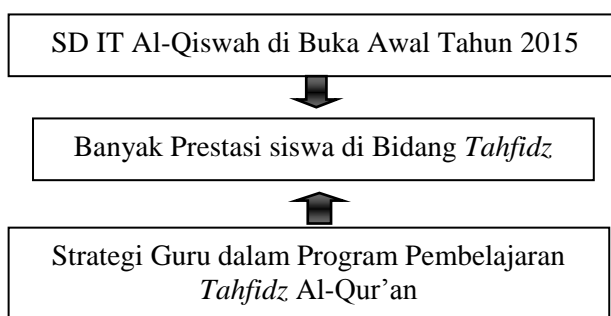 SD IT Al-Qiswah di Buka Awal Tahun 2015
Banyak Prestasi siswa di Bidang Tahfidz
Strategi Guru dalam Program Pembelajaran
Tahfidz Al-Qur’an